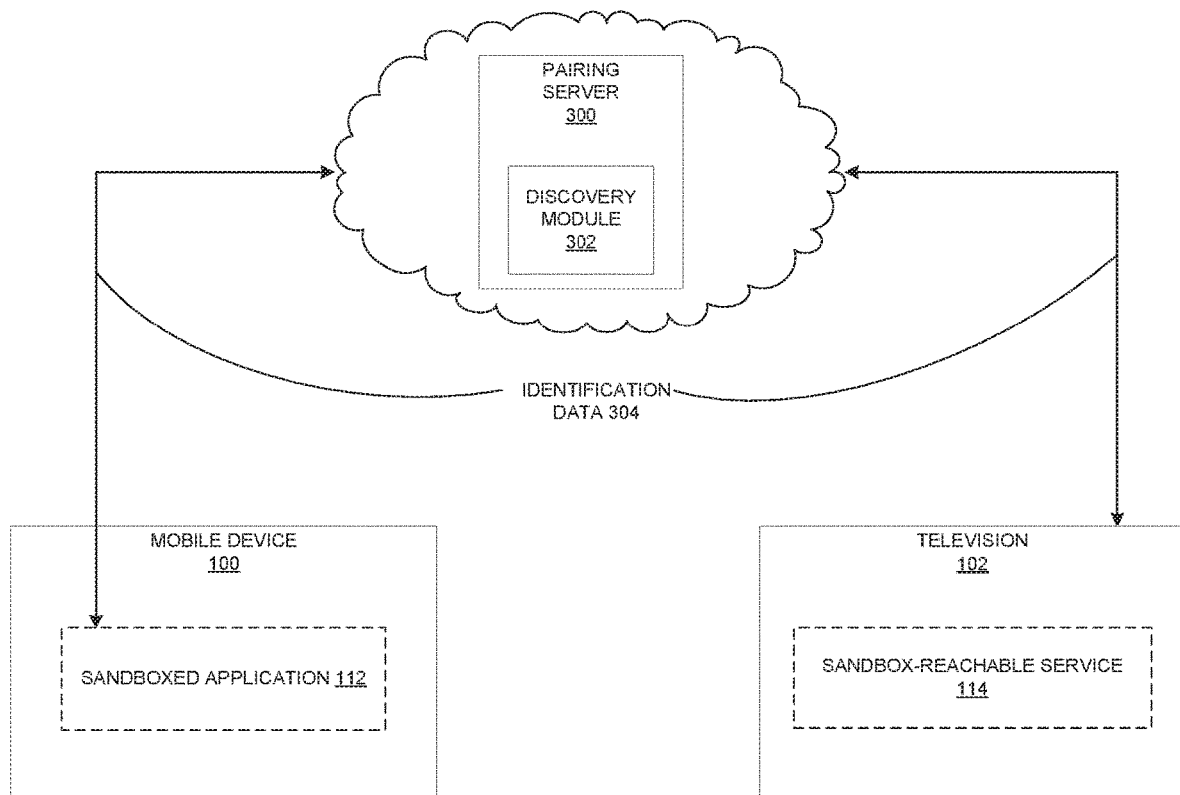 PAIRING
SERVER
300
DISCOVERY
MODULE
302
IDENTIFICATION
DATA 304
MOBILE DEVICE
100
SANDBOXED APPLICATION 112
TELEVISION
102
SANDBOX-REACHABLE SERVICE
114